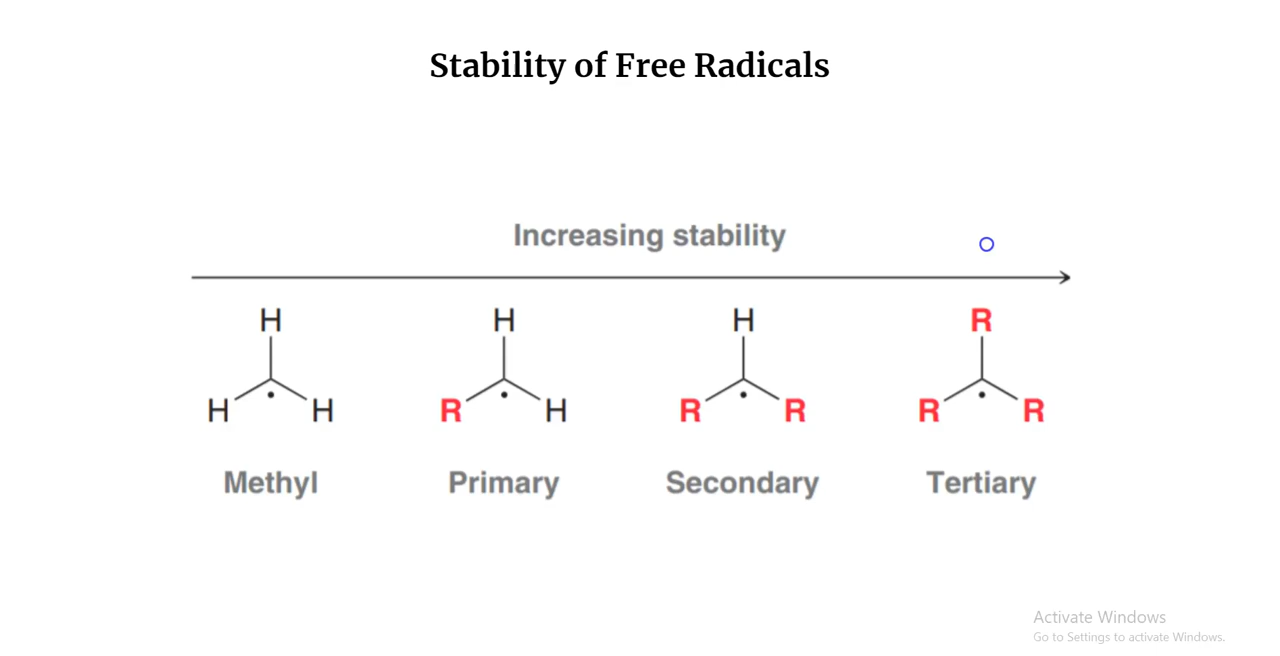 Stability of Free Radicals
Increasing stability
H H H R
H H R H R R R R
Methyl Primary Secondary Tertiary
Activate Windows
Go to Settings to activate Windows.